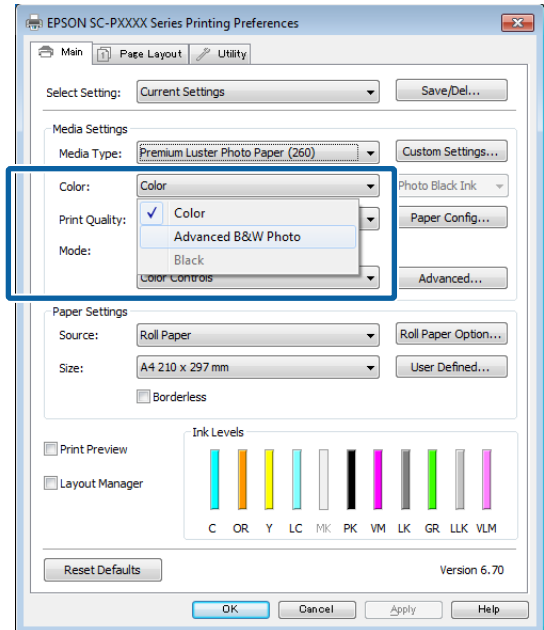 EPSON SC-PXXXX Series Printing Preferences
Main Page Layout Utility
Select Setting: Current Settings Save/Del...
Media Settings
Media Type: Premium Luster Photo Paper (260) Custom Settings...
Color: Color Photo Black Ink
Print Quality: Color Paper Config...
Advanced B&W Photo
Mode:
Black
Color Controls Advanced...
Paper Settings
Source: Roll Paper Roll Paper Option...
Size: A4 210 x 297 mm User Defined...
Borderless
Ink Levels
Print Preview
Layout Manager
C OR Y LC MK PK VM LK GR LLK VLM
Reset Defaults Version 6.70
OK Cancel Apply Help